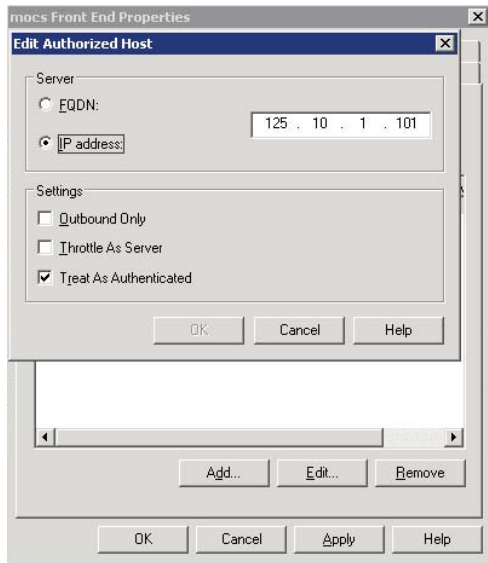 mocs Front End Properties
Edit Authorized Host
Server
FQDN:
IP address:
125 . 10 . 1 . 101
Settings
Outbound Only
Throttle As Server
Treat As Authenticated
OK Cancel Help
Add... Edit... Remove
OK Cancel Apply Help